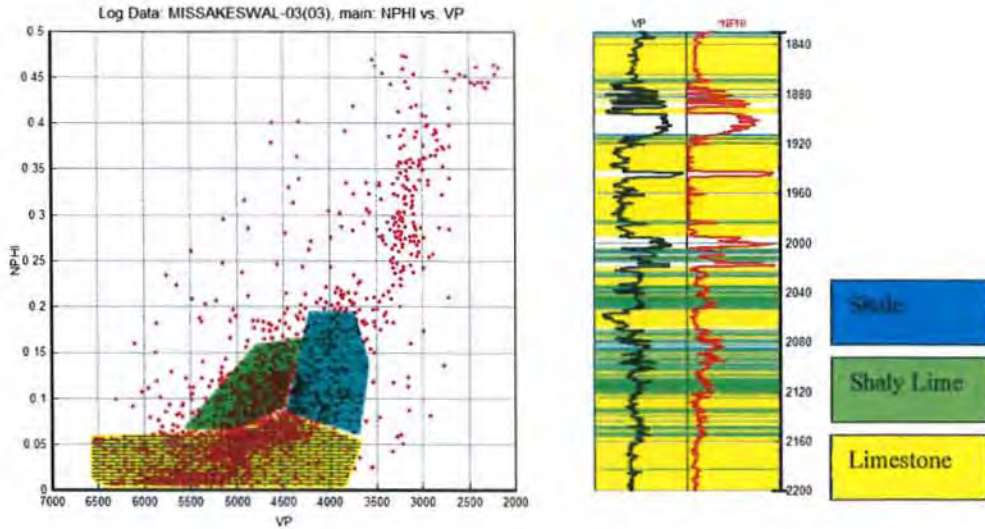 Log Data: MISSAKESWAL-03(03), main: NPHI vs. VP
0.5
0.45
0.4
0.35
0.3
0.25
0.2
0.15
0.1
0.05
0
NPHI
7000 6500 6000 5500 5000 4500 4000 3500 3000 2500 2000
VP
VP NPHI
1840
1880
1920
1960
2000
2040
2080
2120
2160
2200
Shale
Shaly Lime
Limestone